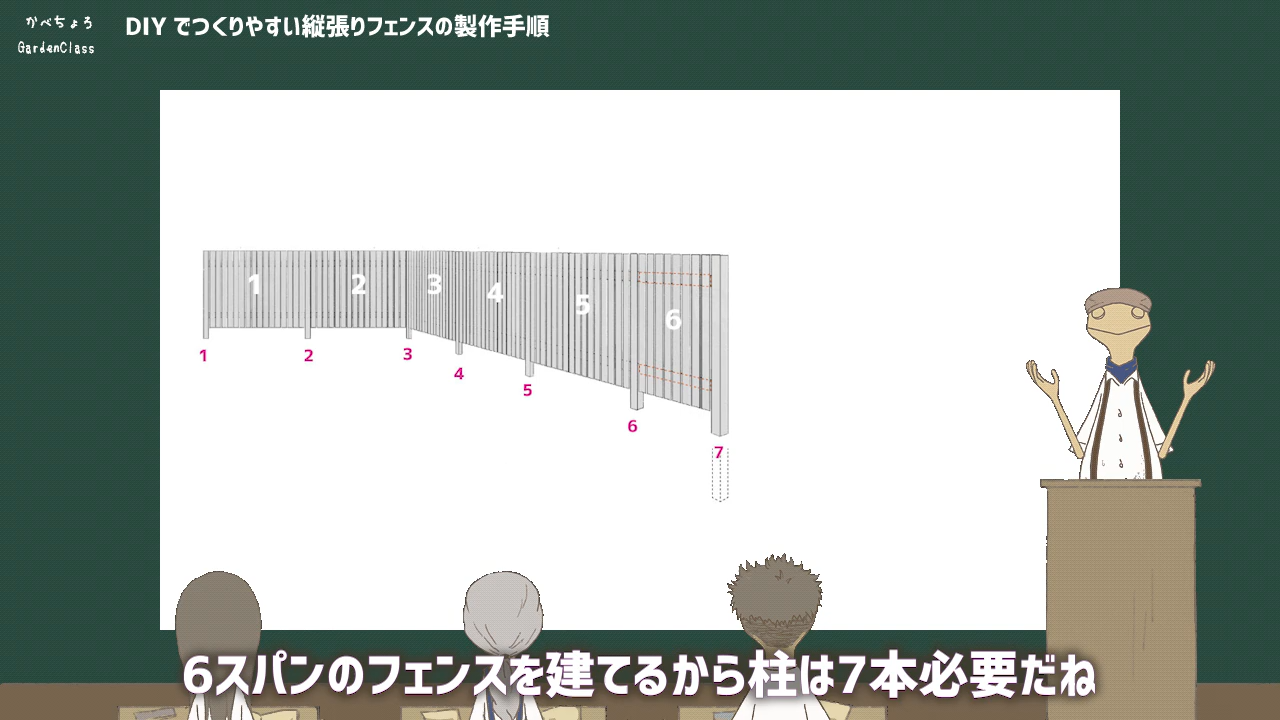 かべちょろ
GardenClass
DIY でつくりやすい縦張りフェンスの製作手順
1 2 3 4 5 6
1 2 3 4 5 6 7
6スパンのフェンスを建てるから柱は7本必要だね